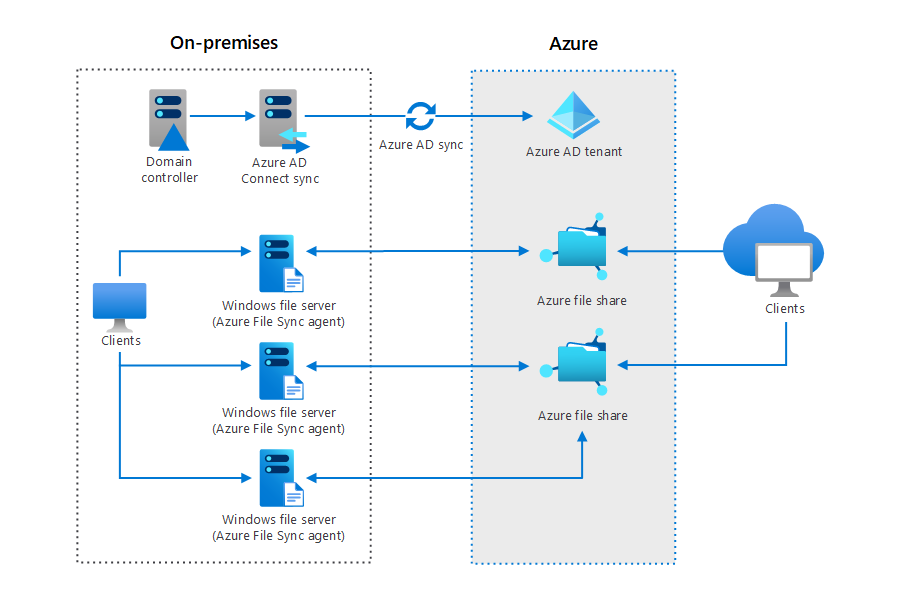 On-premises
Azure
Domain
controller
Azure AD
Connect sync
Azure AD sync
Azure AD tenant
Windows file server
(Azure File Sync agent)
Azure file share
Clients
Clients
Windows file server
(Azure File Sync agent)
Azure file share
Windows file server
(Azure File Sync agent)